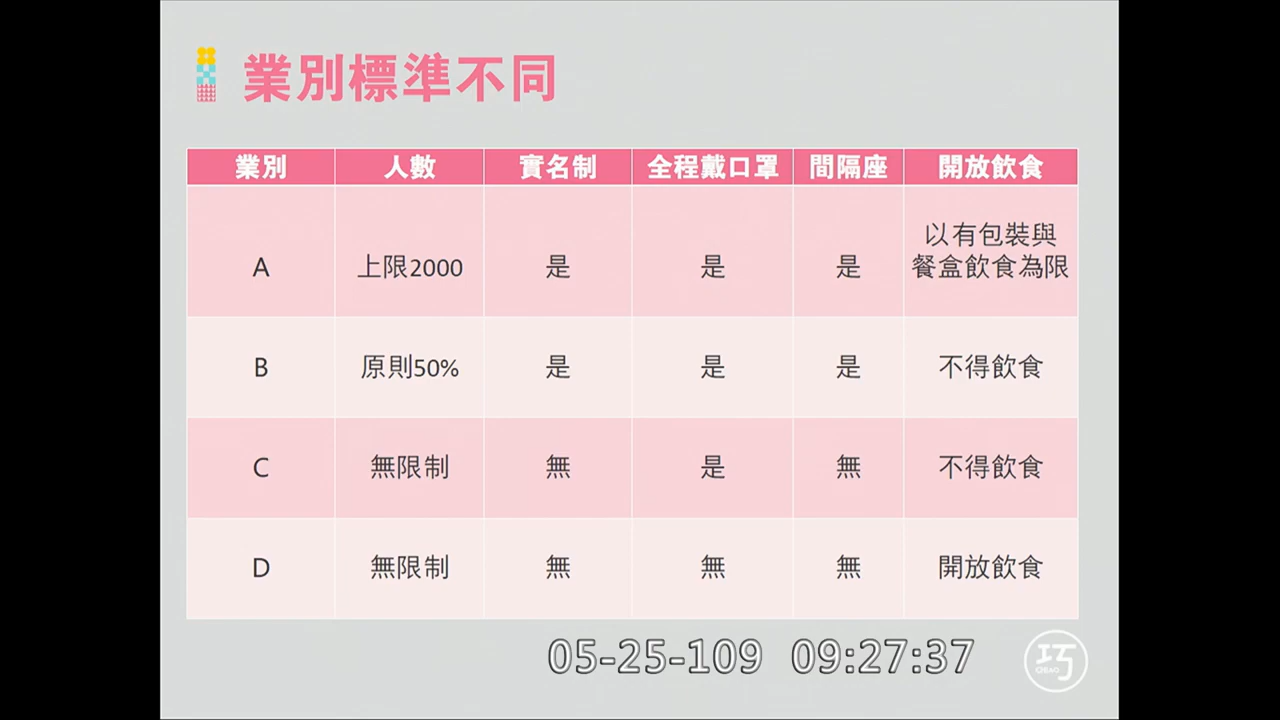 業別標準不同
業別 人數 實名制 全程戴口罩 間隔座 開放飲食
A 上限2000 是 是 是 以有包裝與
餐盒飲食為限
B 原則50% 是 是 是 不得飲食
C 無限制 無 是 無 不得飲食
D 無限制 無 無 無 開放飲食
05-25-109 09:27:37
巧
CHIAO